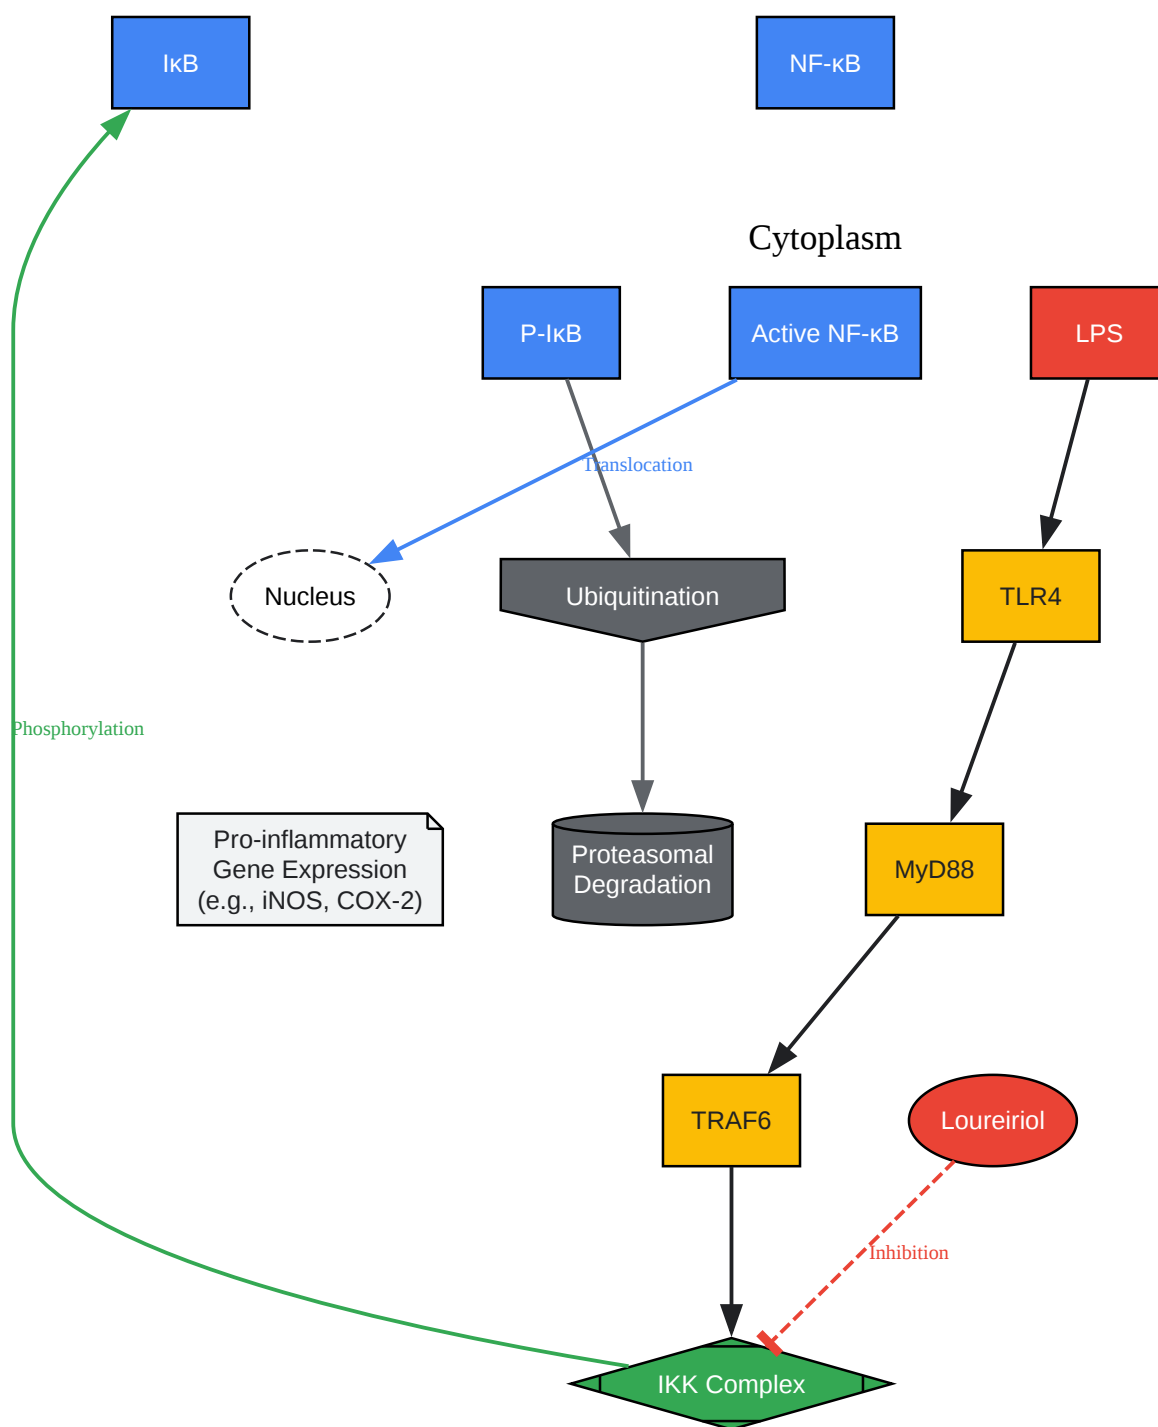 IκB
NF-κB
Cytoplasm
P-IκB
Active NF-κB
LPS
Translocation
Nucleus
Ubiquitination
TLR4
Phosphorylation
Pro-inflammatory
Gene Expression
(e.g., iNOS, COX-2)
Proteasomal
Degradation
MyD88
TRAF6
Loureiriol
Inhibition
IKK Complex